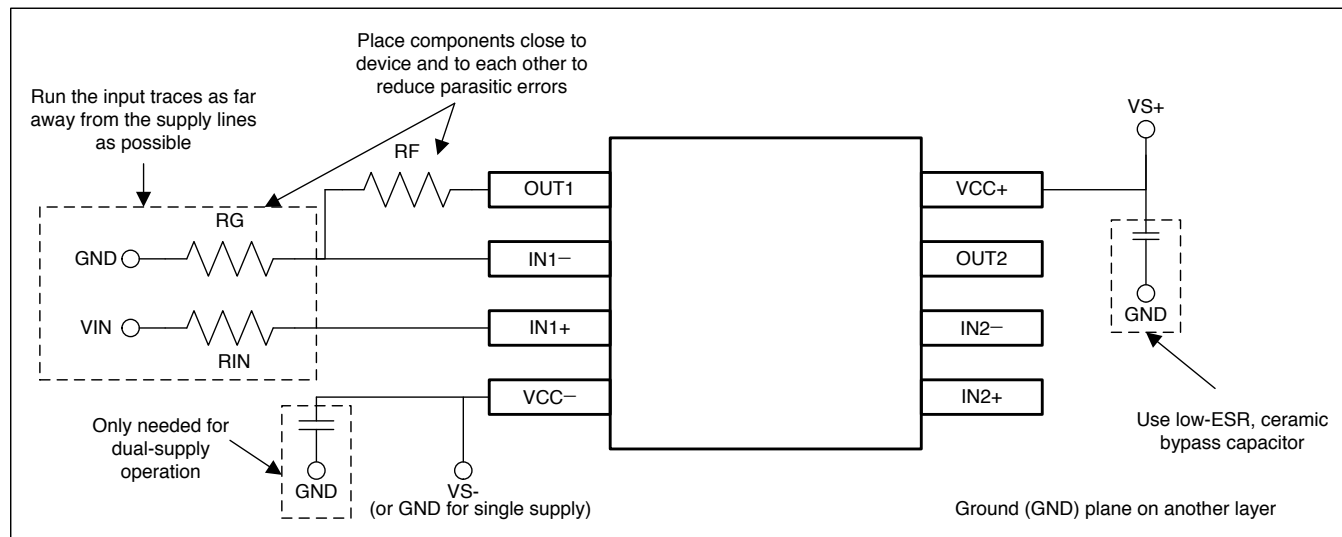 Place components close to
device and to each other to
reduce parasitic errors
Run the input traces as far
away from the supply lines
as possible
VS+
RF
OUT1
VCC+
RG
GND
IN1−
OUT2
GND
VIN
IN1+
IN2−
RIN
VCC−
IN2+
Only needed for
dual-supply
operation
Use low-ESR, ceramic
bypass capacitor
GND
VS-
(or GND for single supply)
Ground (GND) plane on another layer